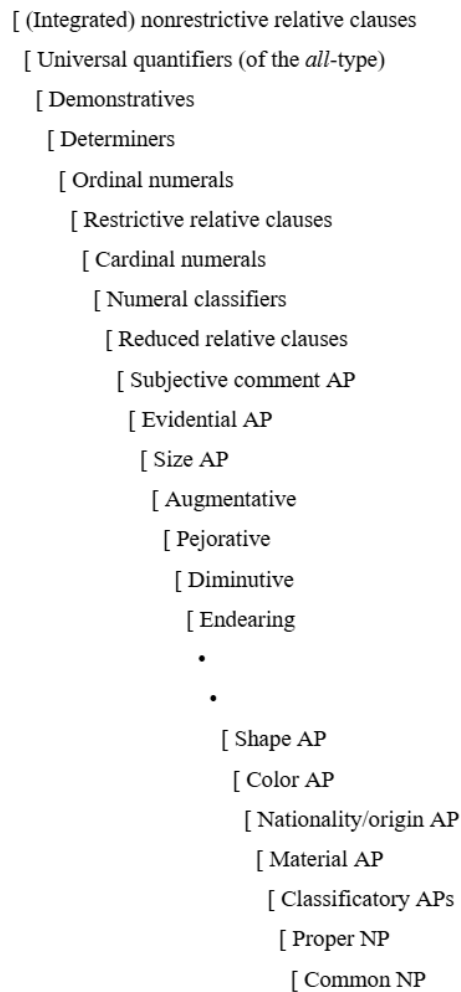 [ (Integrated) nonrestrictive relative clauses
[ Universal quantifiers (of the all-type)
[ Demonstratives
[ Determiners
[ Ordinal numerals
[ Restrictive relative clauses
[ Cardinal numerals
[ Numeral classifiers
[ Reduced relative clauses
[ Subjective comment AP
[ Evidential AP
[ Size AP
[ Augmentative
[ Pejorative
[ Diminutive
[ Endearing
•
•
[ Shape AP
[ Color AP
[ Nationality/origin AP
[ Material AP
[ Classificatory APs
[ Proper NP
[ Common NP